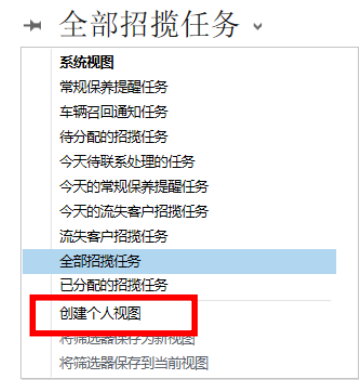 全部招揽任务
系统视图
常规保养提醒任务
车辆召回通知任务
待分配的招揽任务
今天待联系处理的任务
今天的常规保养提醒任务
今天的流失客户招揽任务
流失客户招揽任务
全部招揽任务
已分配的招揽任务
创建个人视图
将筛选器保存为新视图
将筛选器保存到当前视图